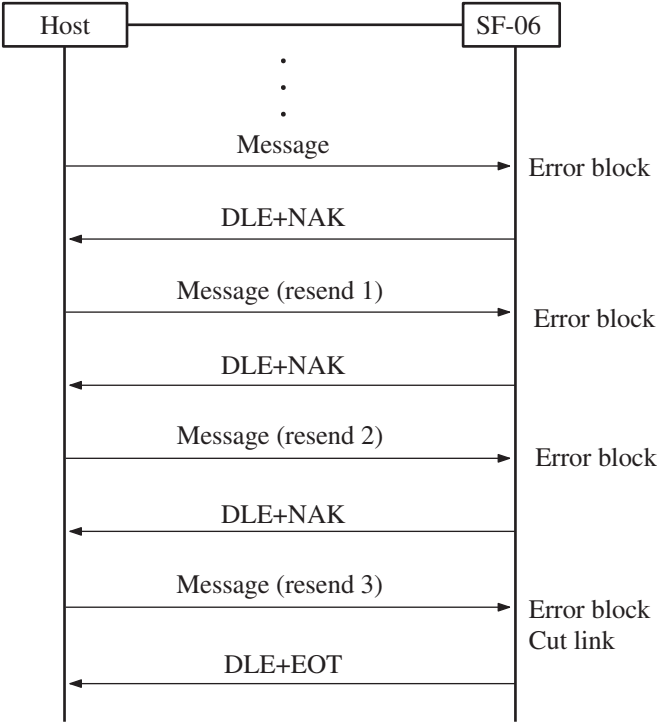 Host
SF-06
Message
Error block
DLE+NAK
Message (resend 1)
Error block
DLE+NAK
Message (resend 2)
Error block
DLE+NAK
Message (resend 3)
Error block
Cut link
DLE+EOT